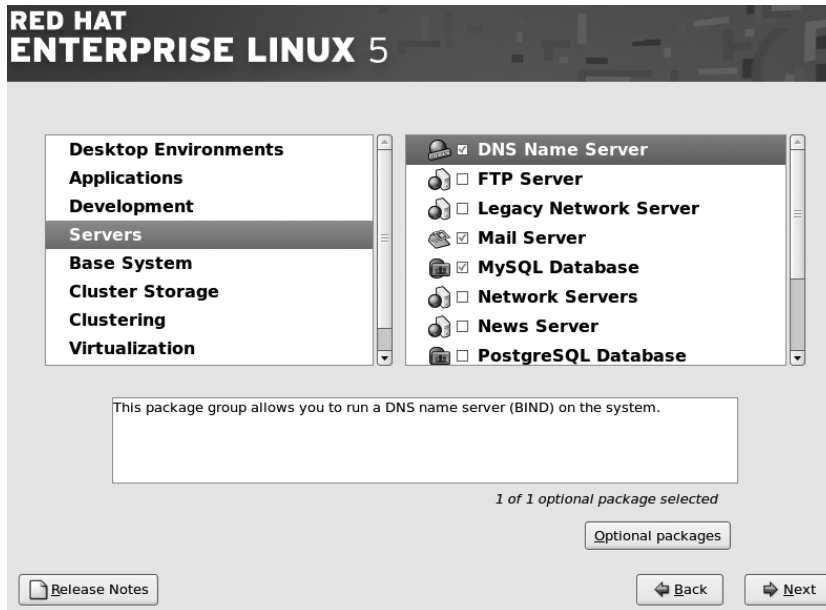 RED HAT
ENTERPRISE LINUX 5
Desktop Environments
Applications
Development
Servers
Base System
Cluster Storage
Clustering
Virtualization
DNS Name Server
FTP Server
Legacy Network Server
Mail Server
MySQL Database
Network Servers
News Server
PostgreSQL Database
This package group allows you to run a DNS name server (BIND) on the system.
1 of 1 optional package selected
Optional packages
Release Notes
Back
Next